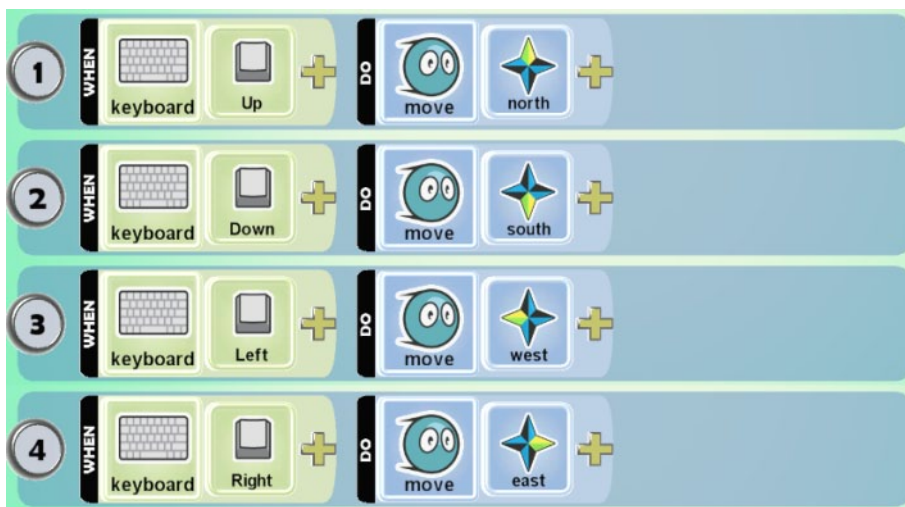 1 WHEN keyboard Up DO move north
2 WHEN keyboard Down DO move south
3 WHEN keyboard Left DO move west
4 WHEN keyboard Right DO move east